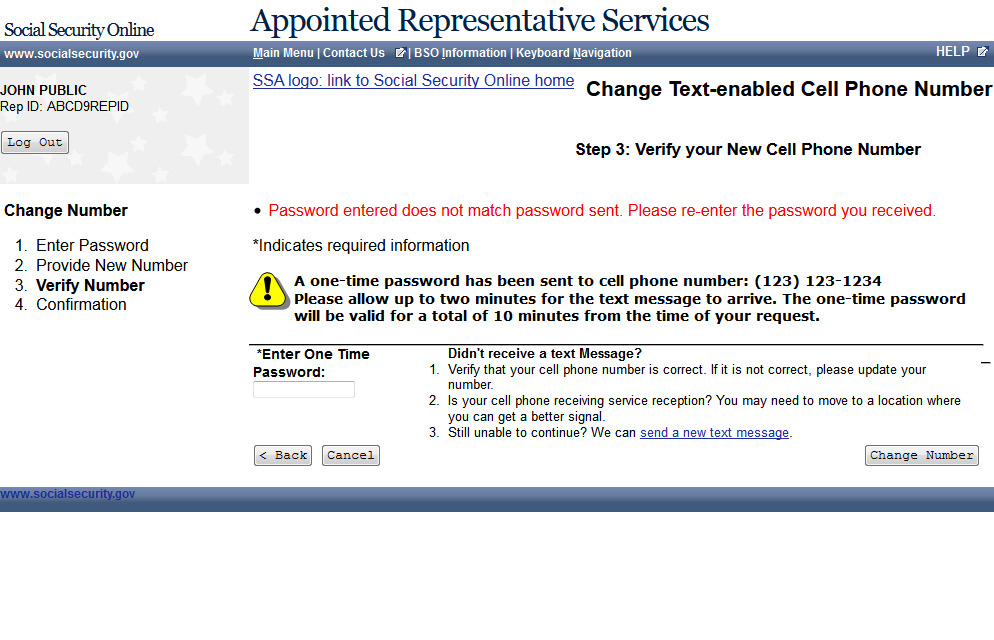 Social Security Online
Appointed Representative Services
www.socialsecurity.gov
Main Menu | Contact Us | BSO Information | Keyboard Navigation
HELP
JOHN PUBLIC
Rep ID: ABCD9REPID
Log Out
SSA logo: link to Social Security Online home
Change Text-enabled Cell Phone Number
Step 3: Verify your New Cell Phone Number
Change Number
1. Enter Password
2. Provide New Number
3. Verify Number
4. Confirmation
• Password entered does not match password sent. Please re-enter the password you received.
*Indicates required information
A one-time password has been sent to cell phone number: (123) 123-1234
Please allow up to two minutes for the text message to arrive. The one-time password
will be valid for a total of 10 minutes from the time of your request.
*Enter One Time
Password:
Didn't receive a text Message?
1. Verify that your cell phone number is correct. If it is not correct, please update your
number.
2. Is your cell phone receiving service reception? You may need to move to a location where
you can get a better signal.
3. Still unable to continue? We can send a new text message.
< Back
Cancel
Change Number
www.socialsecurity.gov